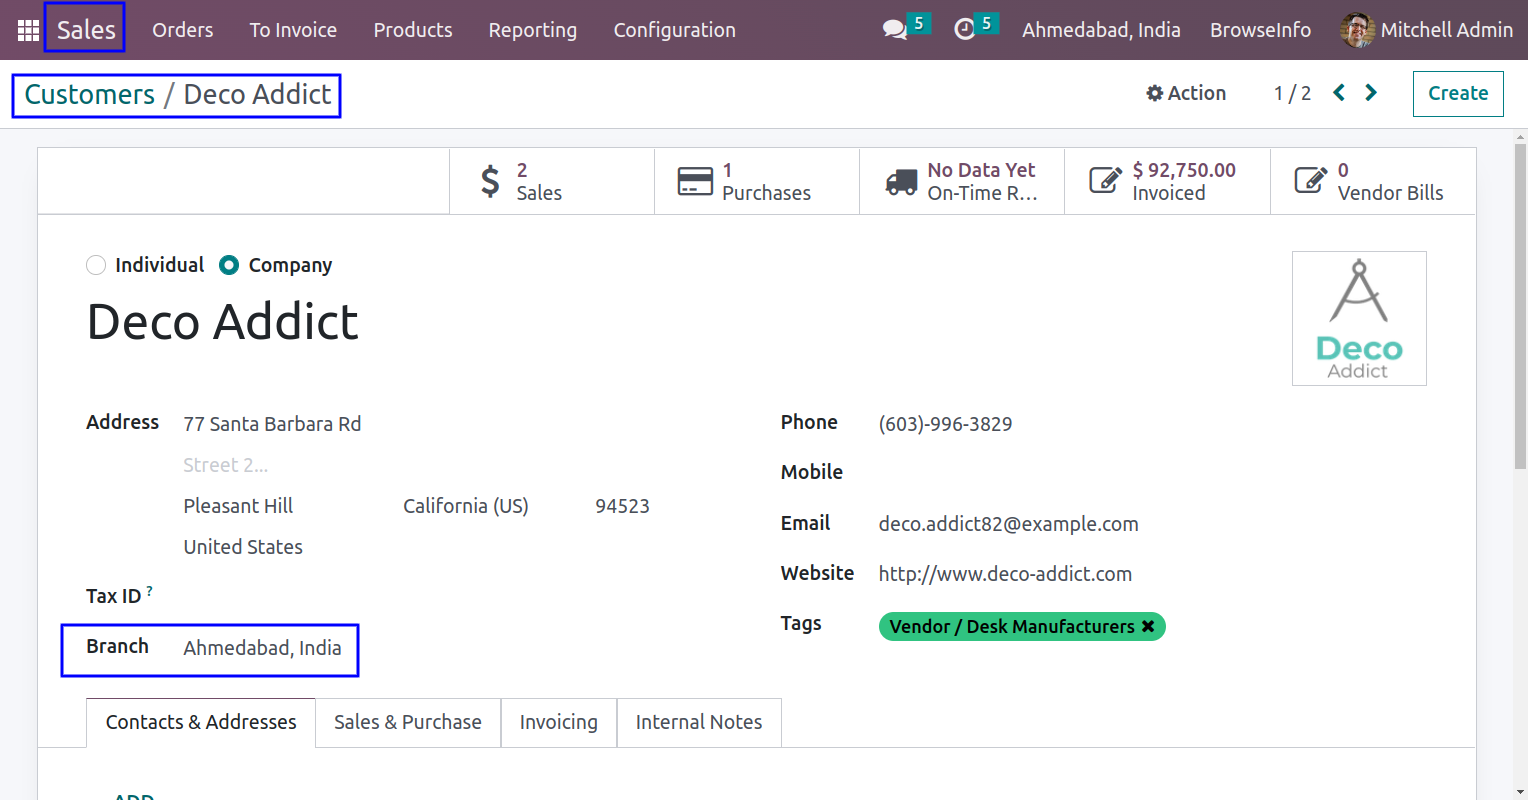 Sales Orders To Invoice Products Reporting Configuration 5 5 Ahmedabad, India BrowseInfo Mitchell Admin
Customers / Deco Addict Action 1 / 2 Create
2 1 No Data Yet $ 92,750.00 0
Sales Purchases On-Time R... Invoiced Vendor Bills
Individual Company
Deco Addict
Deco
Addict
Address 77 Santa Barbara Rd Phone (603)-996-3829
Street 2... Mobile
Pleasant Hill California (US) 94523 Email deco.addict82@example.com
United States Website http://www.deco-addict.com
Tax ID ?
Tags Vendor / Desk Manufacturers ✖
Branch Ahmedabad, India
Contacts & Addresses Sales & Purchase Invoicing Internal Notes
ADD